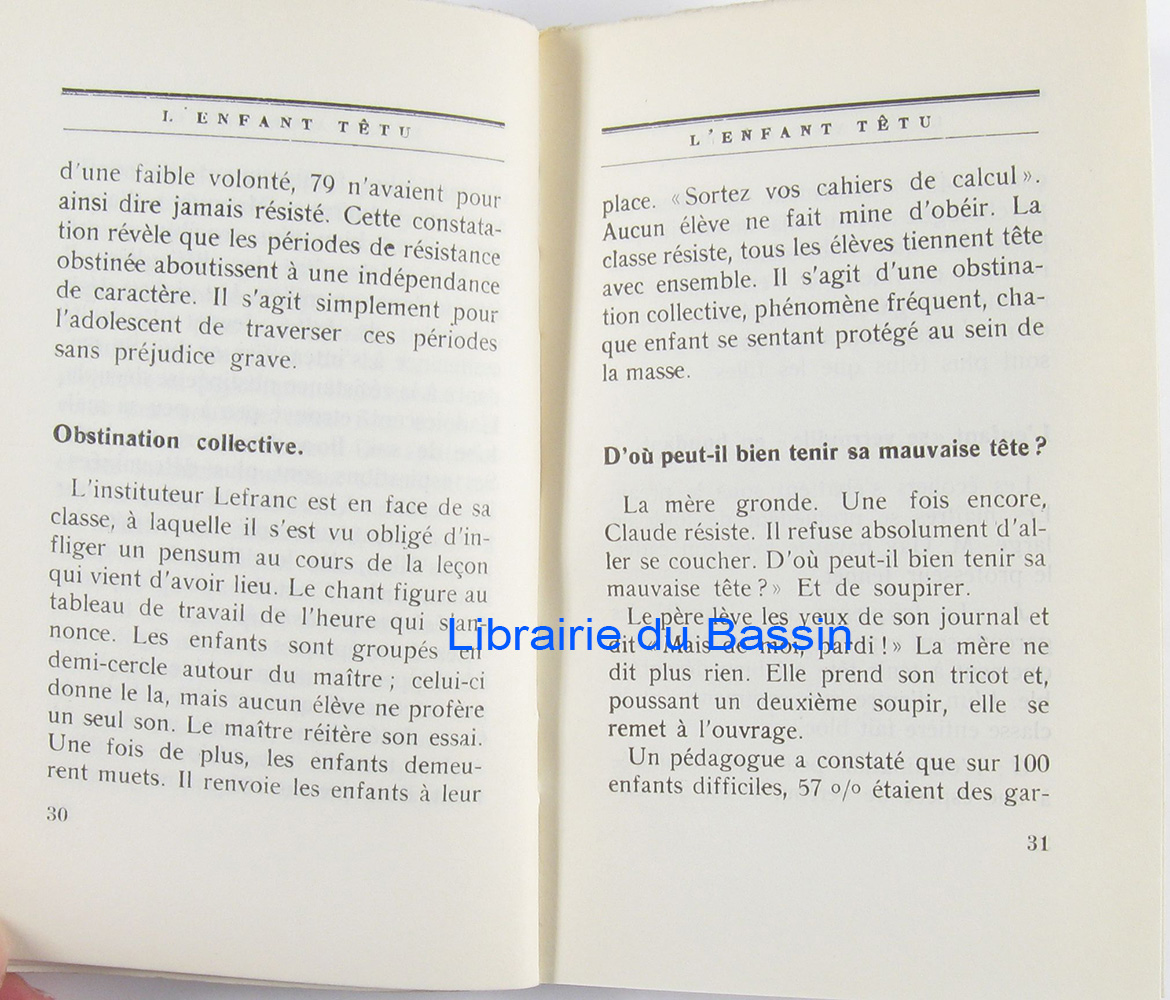 L'ENFANT TÊTU
d'une faible volonté, 79 n'avaient pour
ainsi dire jamais résisté. Cette constata-
tion révèle que les périodes de résistance
obstinée aboutissent à une indépendance
de caractère. Il s'agit simplement pour
l'adolescent de traverser ces périodes
sans préjudice grave.
Obstination collective.
L'instituteur Lefranc est en face de sa
classe, à laquelle il s'est vu obligé d'in-
fliger un pensum au cours de la leçon
qui vient d'avoir lieu. Le chant figure au
tableau de travail de l'heure qui s'an-
nonce. Les enfants sont groupés en
demi-cercle autour du maître ; celui-ci
donne le la, mais aucun élève ne profère
un seul son. Le maître réitère son essai.
Une fois de plus, les enfants demeu-
rent muets. Il renvoie les enfants à leur
30
L'ENFANT TÊTU
place. «Sortez vos cahiers de calcul».
Aucun élève ne fait mine d'obéir. La
classe résiste, tous les élèves tiennent tête
avec ensemble. Il s'agit d'une obstina-
tion collective, phénomène fréquent, cha-
que enfant se sentant protégé au sein de
la masse.
D'où peut-il bien tenir sa mauvaise tête ?
La mère gronde. Une fois encore,
Claude résiste. Il refuse absolument d'al-
ler se coucher. D'où peut-il bien tenir sa
mauvaise tête ?» Et de soupirer.
Le père lève les yeux de son journal et
dit «Mais de moi, pardi !» La mère ne
dit plus rien. Elle prend son tricot et,
poussant un deuxième soupir, elle se
remet à l'ouvrage.
Un pédagogue a constaté que sur 100
enfants difficiles, 57 o/o étaient des gar-
31
Librairie du Bassin